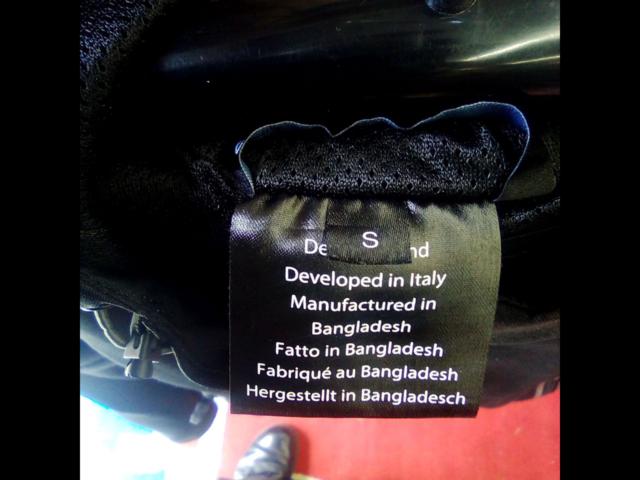 S
Developed in Italy
Manufactured in
Bangladesh
Fatto in Bangladesh
Fabriqué au Bangladesh
Hergestellt in Bangladesch